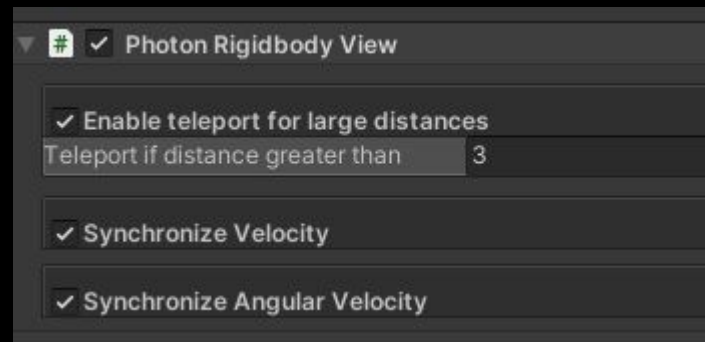 # Photon Rigidbody View
Enable teleport for large distances
Teleport if distance greater than 3
Synchronize Velocity
Synchronize Angular Velocity